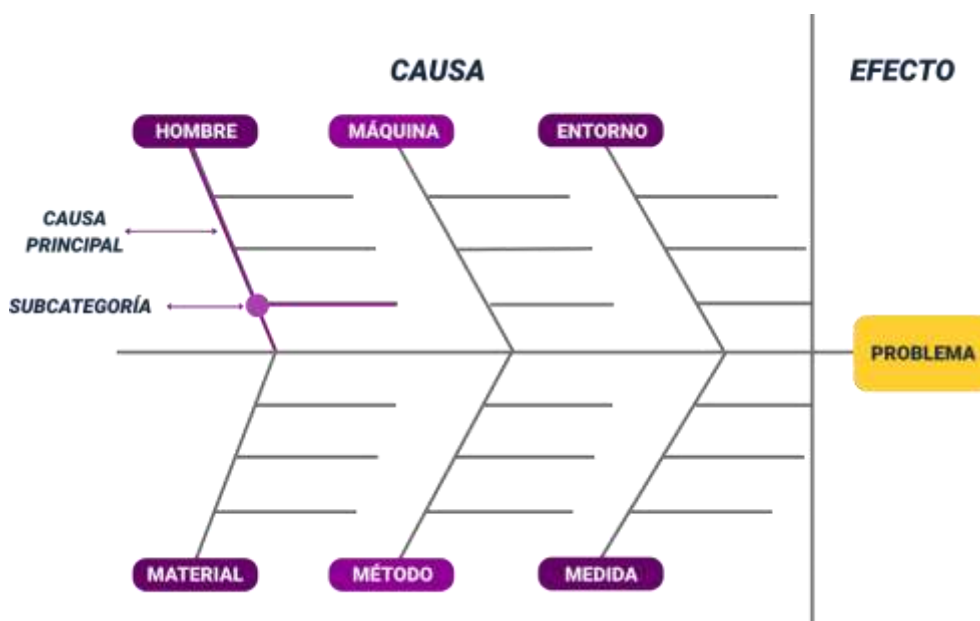 CAUSA
EFECTO
HOMBRE
MÁQUINA
ENTORNO
CAUSA
PRINCIPAL
SUBCATEGORÍA
PROBLEMA
MATERIAL
MÉTODO
MEDIDA